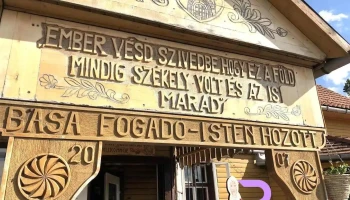 EMBER VÉSD SZIVEDBE, HOGY EZ A FÖLD
MINDIG SZÉKELY VOLT ÉS AZ IS
MARAD
BASA FOGADÓ-ISTEN HOZOTT
20 07